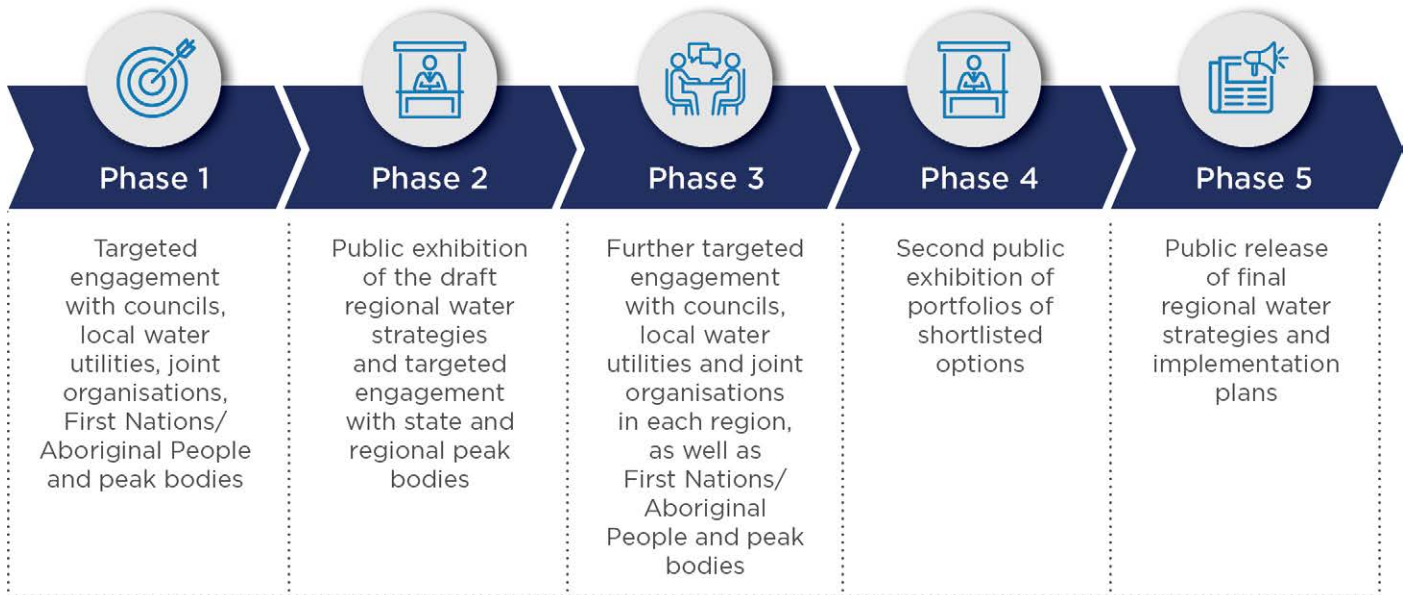 Phase 1
Targeted
engagement
with councils,
local water
utilities, joint
organisations,
First Nations/
Aboriginal People
and peak bodies
Phase 2
Public exhibition
of the draft
regional water
strategies
and targeted
engagement
with state and
regional peak
bodies
Phase 3
Further targeted
engagement
with councils,
local water
utilities and joint
organisations
in each region,
as well as
First Nations/
Aboriginal
People and peak
bodies
Phase 4
Second public
exhibition of
portfolios of
shortlisted
options
Phase 5
Public release
of final
regional water
strategies and
implementation
plans